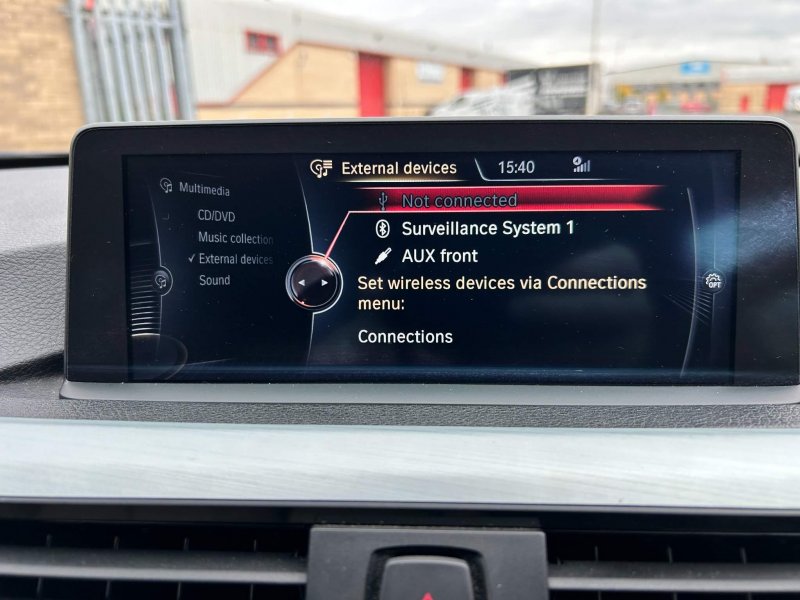 External devices 15:40
Multimedia
CD/DVD
Music collection
External devices
Sound
Not connected
Surveillance System 1
AUX front
Set wireless devices via Connections
menu:
Connections
OPT